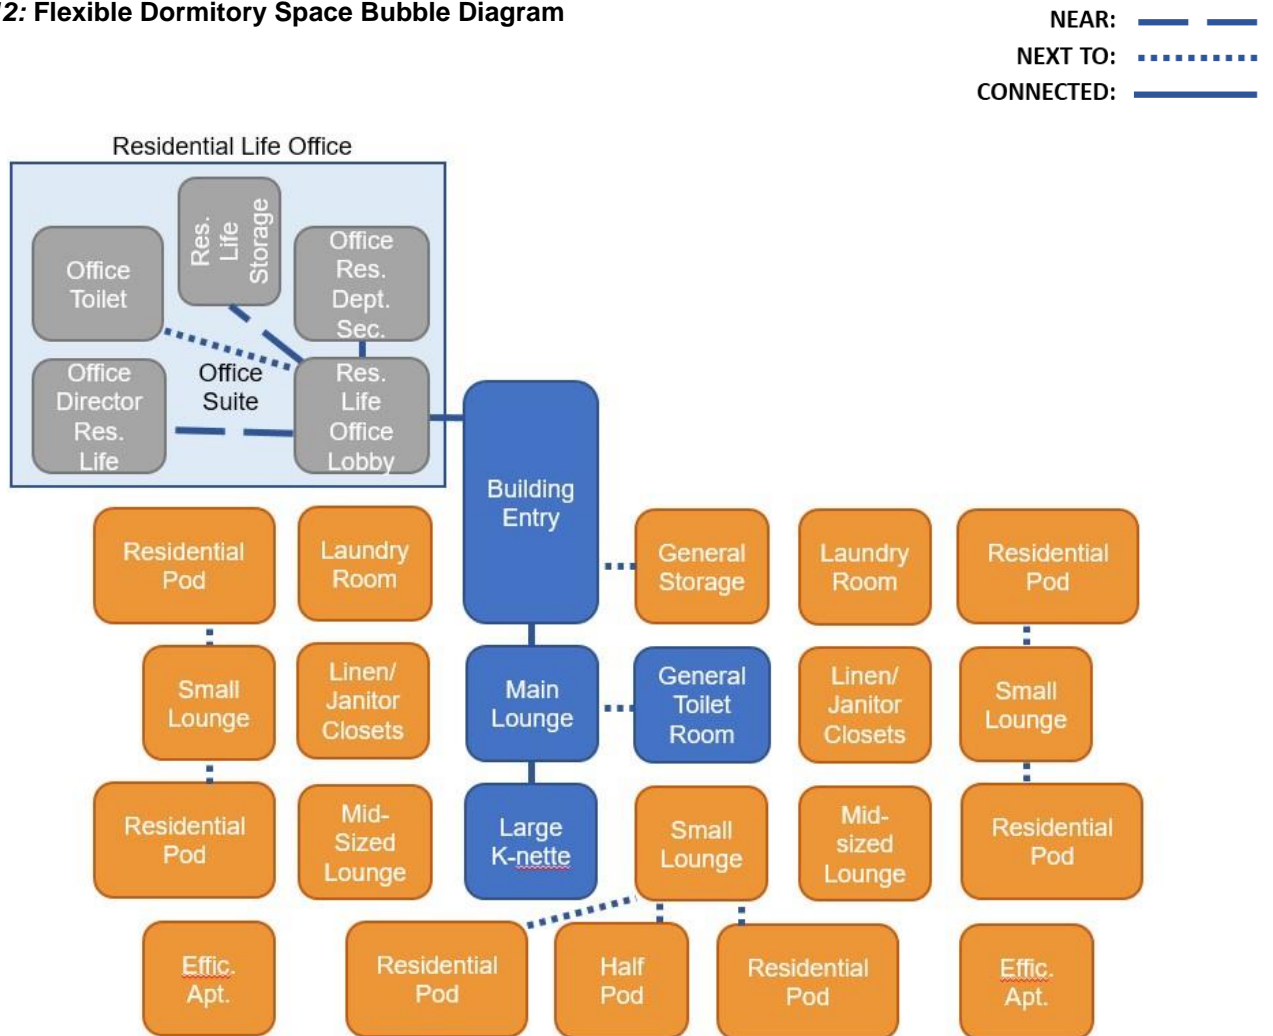 12: Flexible Dormitory Space Bubble Diagram
NEAR:
NEXT TO:
CONNECTED:
Residential Life Office
Res.
Life
Storage
Office
Toilet
Office
Res.
Dept.
Sec.
Office
Director
Res.
Life
Office
Suite
Res.
Life
Office
Lobby
Building
Entry
Residential
Pod
Laundry
Room
General
Storage
Laundry
Room
Residential
Pod
Small
Lounge
Linen/
Janitor
Closets
Main
Lounge
General
Toilet
Room
Linen/
Janitor
Closets
Small
Lounge
Residential
Pod
Mid-
Sized
Lounge
Large
K-nette
Small
Lounge
Mid-
sized
Lounge
Residential
Pod
Effic.
Apt.
Residential
Pod
Half
Pod
Residential
Pod
Effic.
Apt.